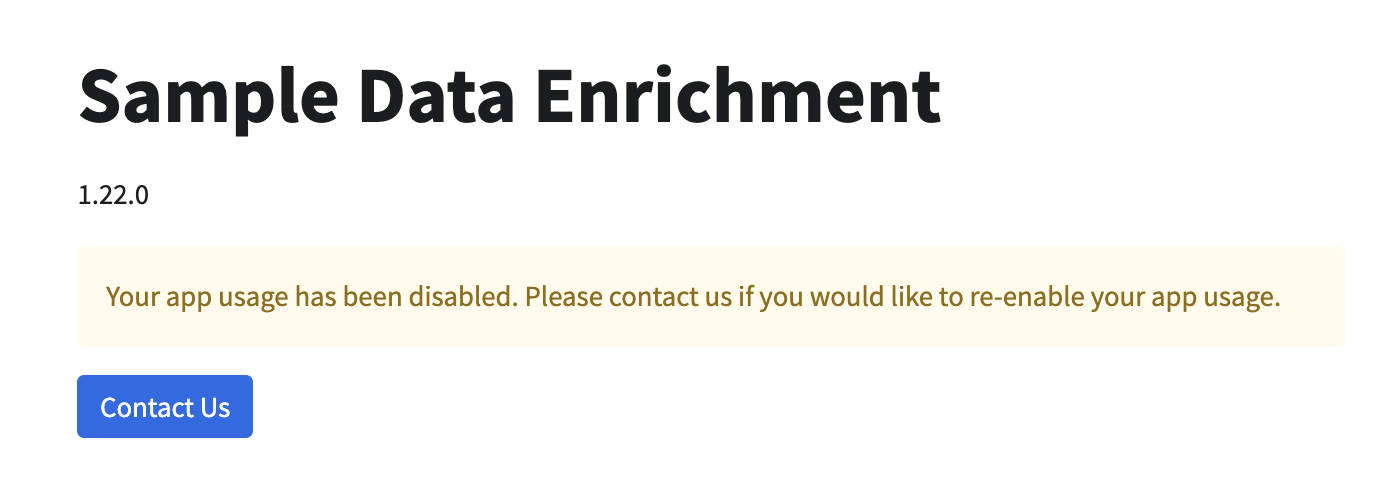 Sample Data Enrichment
1.22.0
Your app usage has been disabled. Please contact us if you would like to re-enable your app usage.
Contact Us